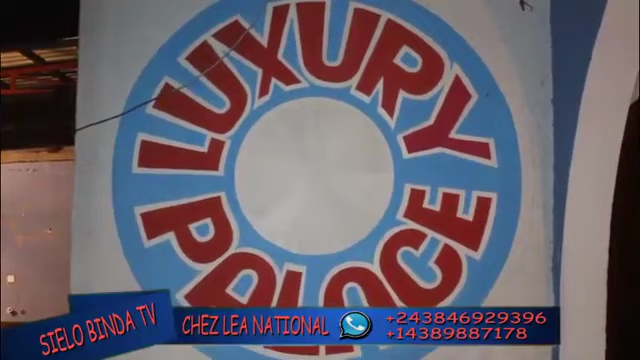 LUXURY
PALACE
SIELO BINDA TV
CHEZ LEA NATIONAL
+243846929396
+14389887178